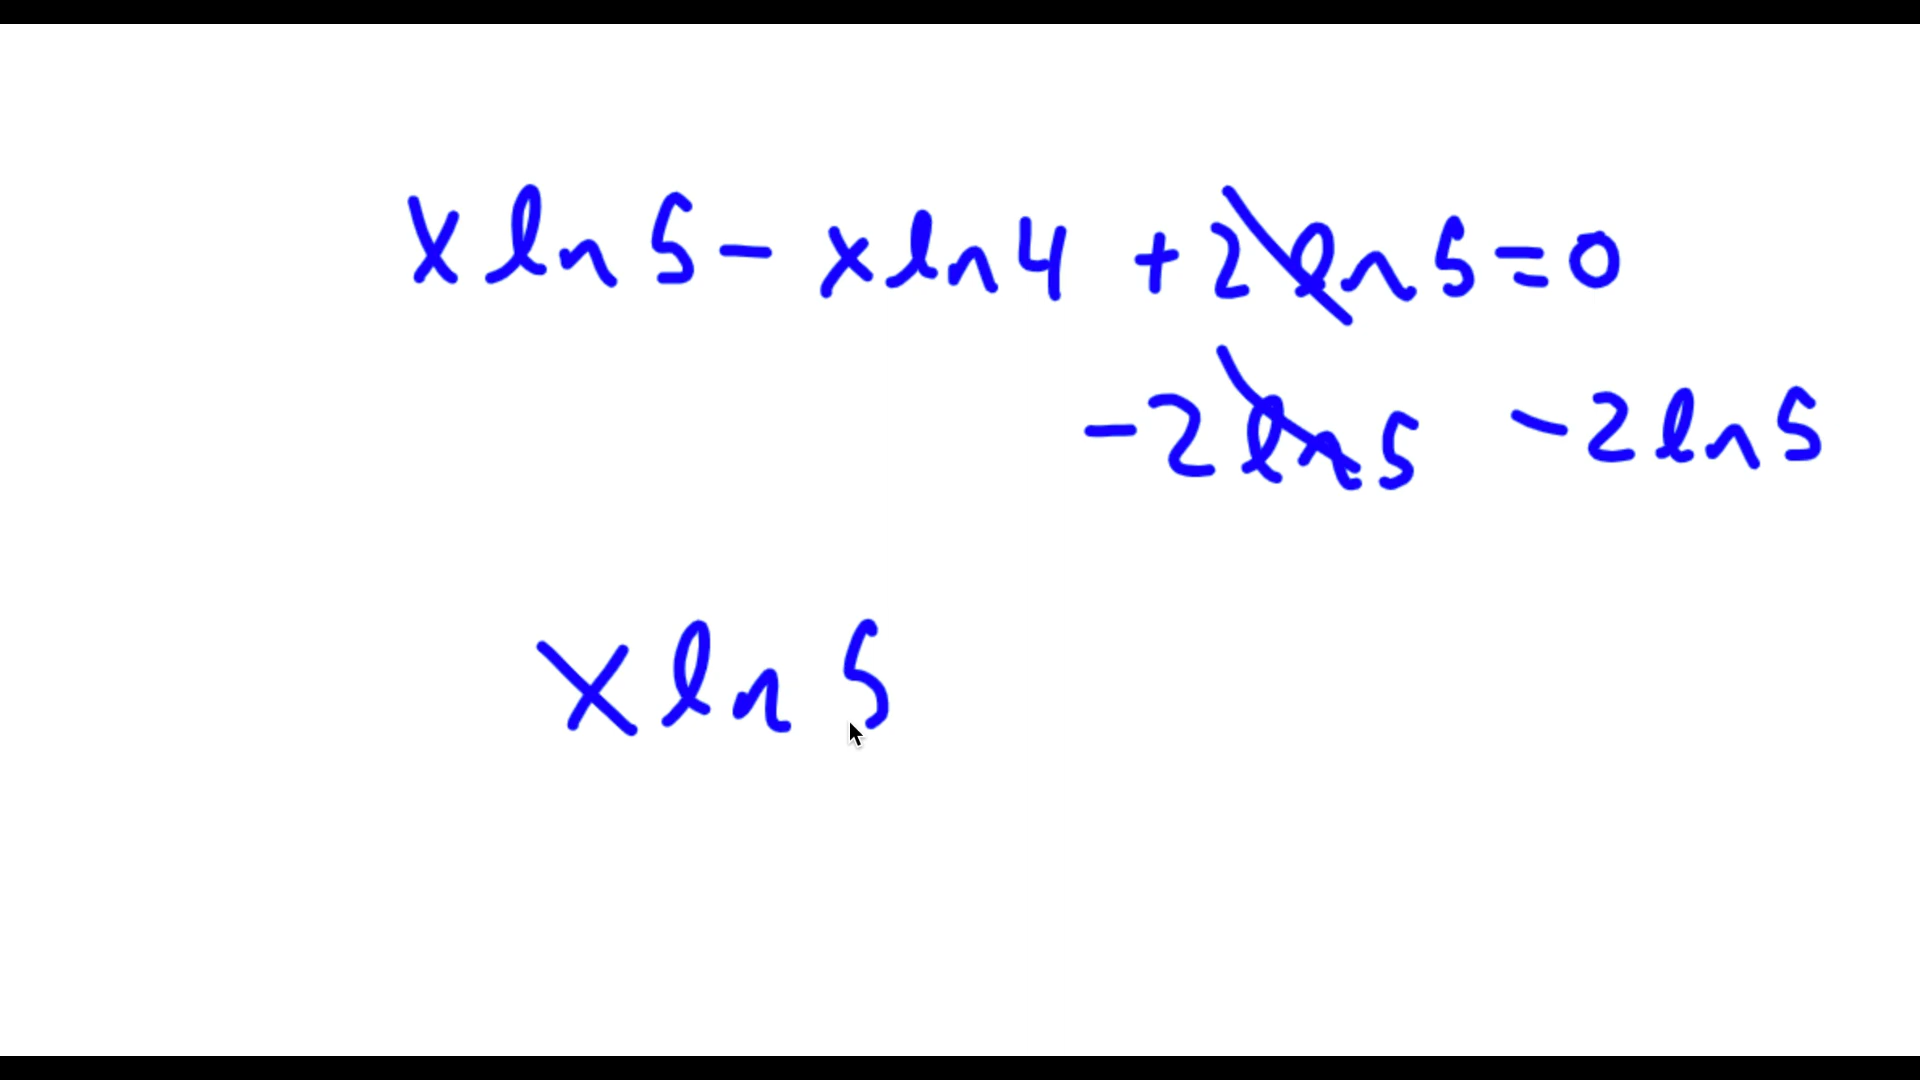 x ln 5 - x ln 4 + 2 ln 5 = 0
- 2 ln 5 - 2 ln 5
x ln 5